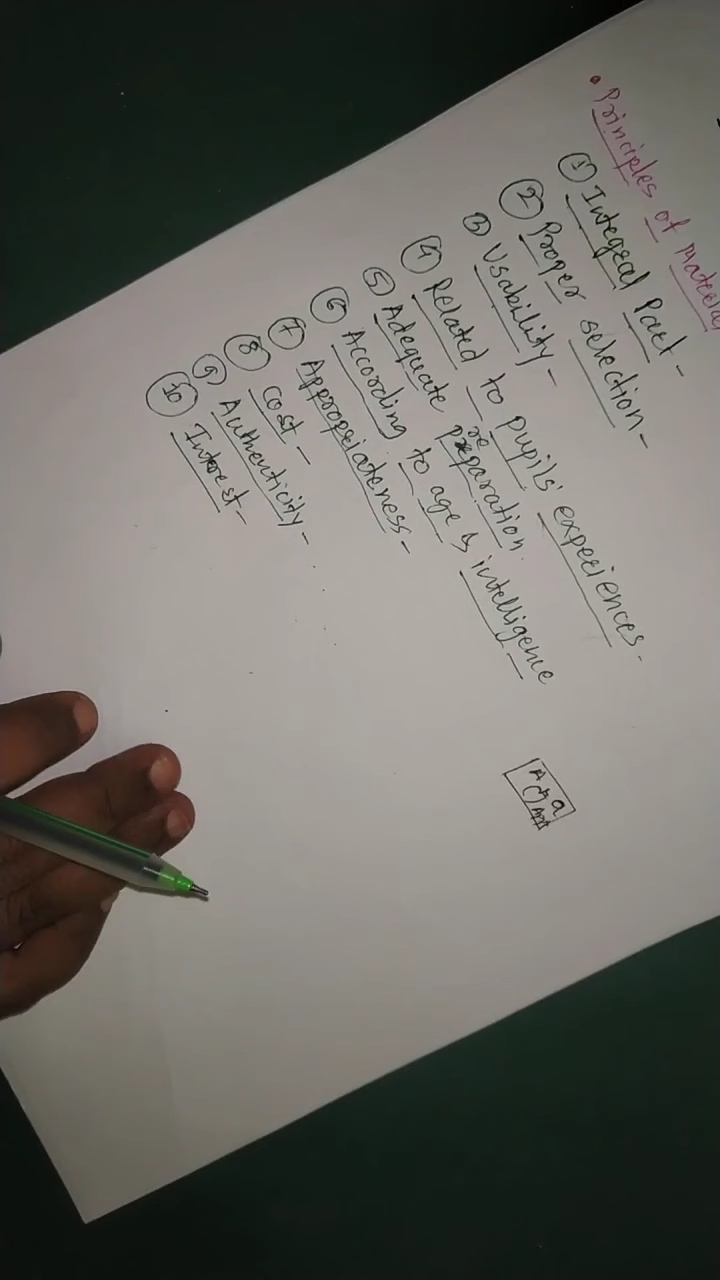 • Principles of Material
① Integral Part-
② Proper selection-
③ Usability-
④ Related to pupils' experiences-
⑤ Adequate preparation.
⑥ According to age & intelligence
⑦ Appropriateness-
⑧ Cost-
⑨ Authenticity-
⑩ Interest-